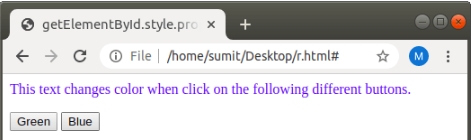 getElementById.style.pro
File /home/sumit/Desktop/r.html#
M
This text changes color when click on the following different buttons.
Green Blue